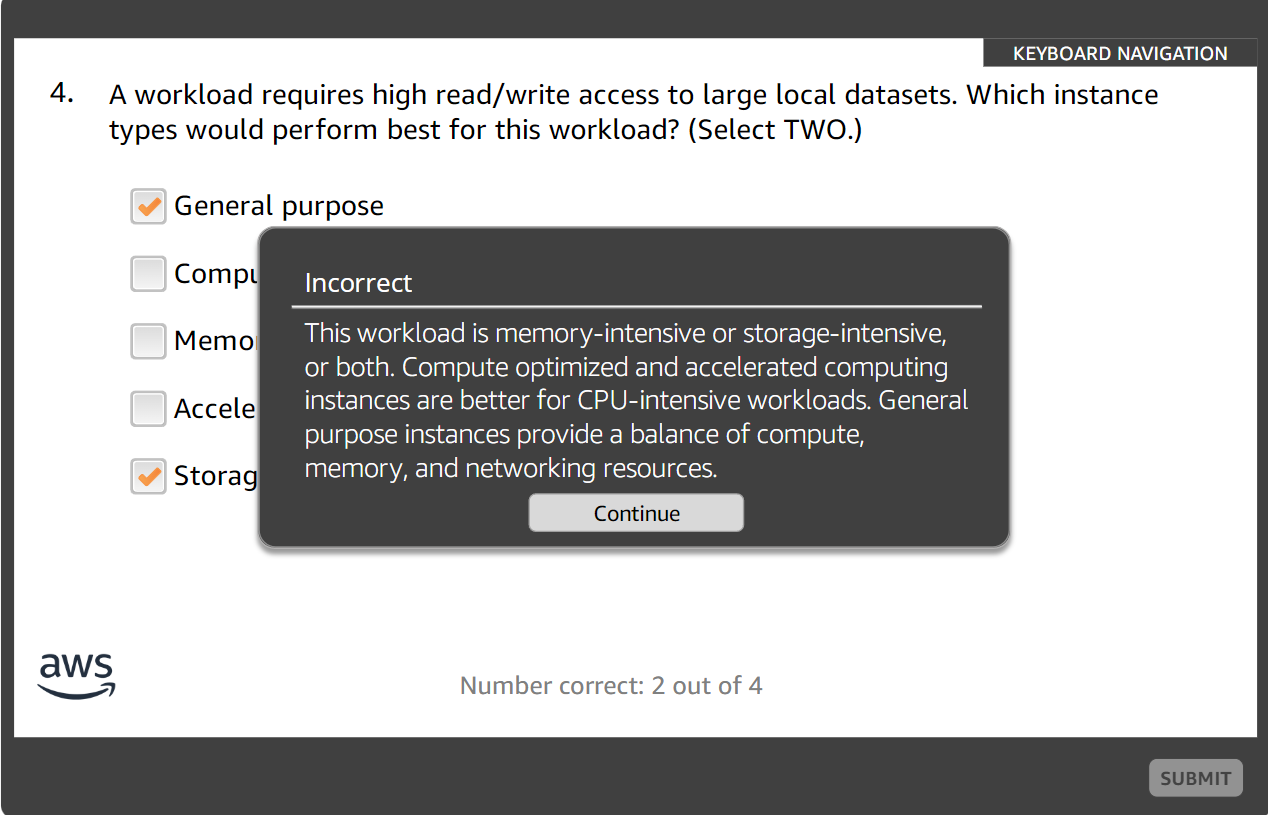 KEYBOARD NAVIGATION
4. A workload requires high read/write access to large local datasets. Which instance
types would perform best for this workload? (Select TWO.)
General purpose
Compu
Memor
Accele
Storag
Incorrect
This workload is memory-intensive or storage-intensive,
or both. Compute optimized and accelerated computing
instances are better for CPU-intensive workloads. General
purpose instances provide a balance of compute,
memory, and networking resources.
Continue
aws
Number correct: 2 out of 4
SUBMIT